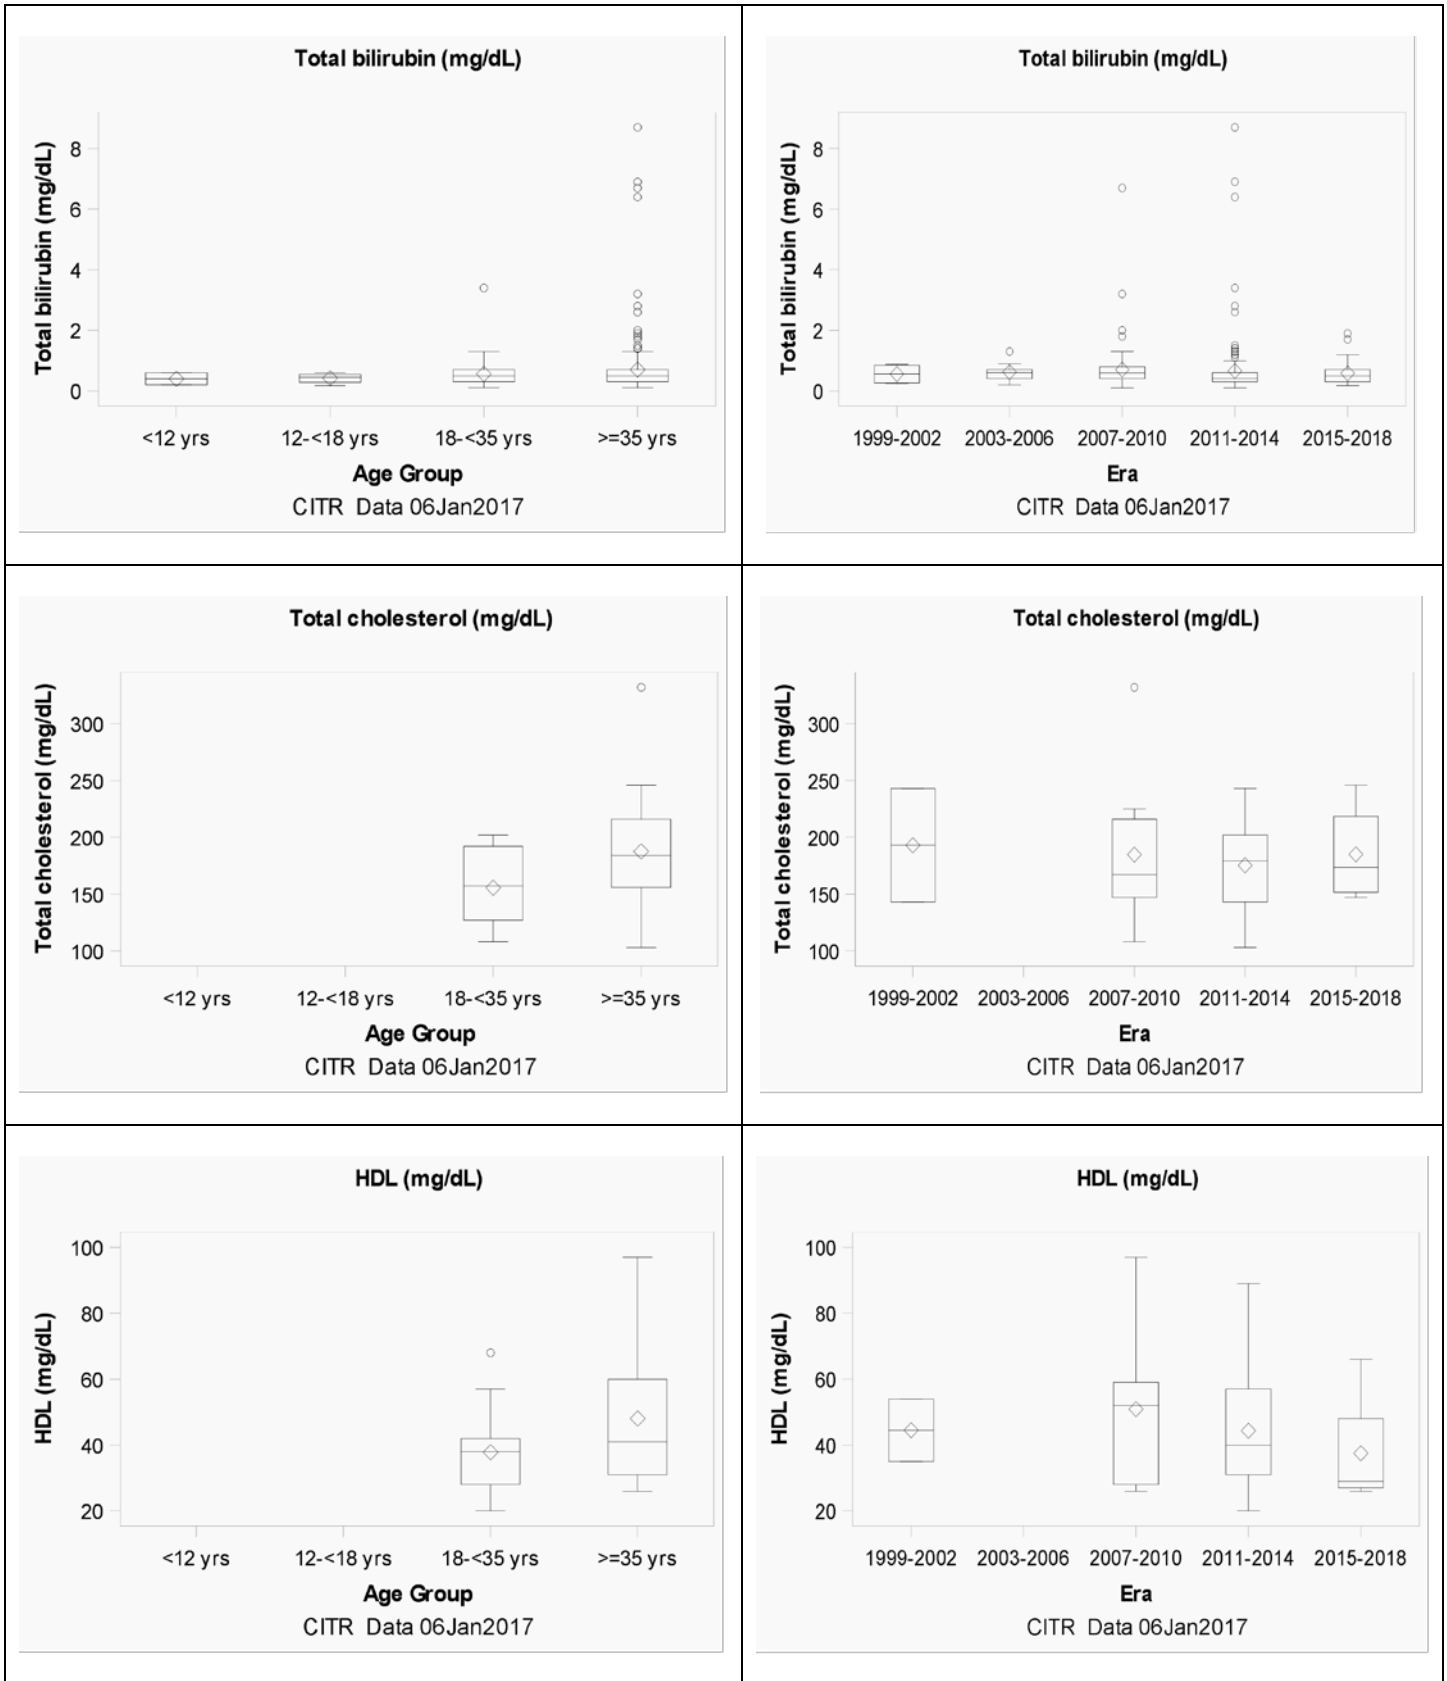 Total bilirubin (mg/dL)
Total bilirubin (mg/dL)
8
6
4
2
0
<12 yrs 12-<18 yrs 18-<35 yrs >=35 yrs
Age Group
CITR Data 06Jan2017
Total bilirubin (mg/dL)
Total bilirubin (mg/dL)
8
6
4
2
0
1999-2002 2003-2006 2007-2010 2011-2014 2015-2018
Era
CITR Data 06Jan2017
Total cholesterol (mg/dL)
Total cholesterol (mg/dL)
300
250
200
150
100
<12 yrs 12-<18 yrs 18-<35 yrs >=35 yrs
Age Group
CITR Data 06Jan2017
Total cholesterol (mg/dL)
Total cholesterol (mg/dL)
300
250
200
150
100
1999-2002 2003-2006 2007-2010 2011-2014 2015-2018
Era
CITR Data 06Jan2017
HDL (mg/dL)
HDL (mg/dL)
100
80
60
40
20
<12 yrs 12-<18 yrs 18-<35 yrs >=35 yrs
Age Group
CITR Data 06Jan2017
HDL (mg/dL)
HDL (mg/dL)
100
80
60
40
20
1999-2002 2003-2006 2007-2010 2011-2014 2015-2018
Era
CITR Data 06Jan2017